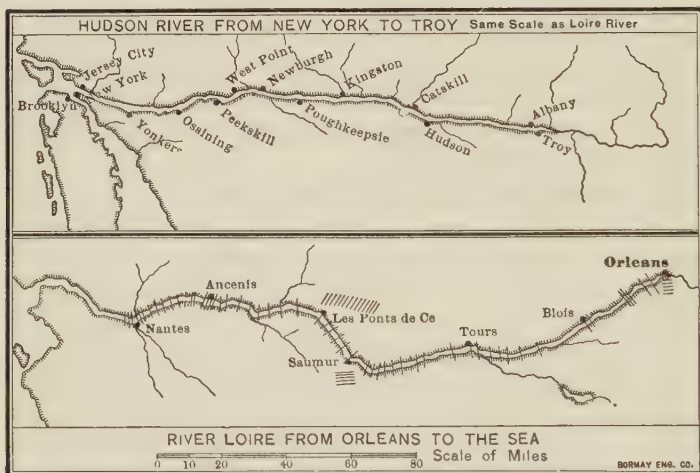 HUDSON RIVER FROM NEW YORK TO TROY Same Scale as Loire River
Jersey City
New York
Brooklyn
Yonkers
Ossining
Peekskill
West Point
Newburgh
Poughkeepsie
Kingston
Catskill
Hudson
Albany
Troy
Orleans
Ancenis
Nantes
Les Ponts de Ce
Saumur
Tours
Blois
RIVER LOIRE FROM ORLEANS TO THE SEA
0 10 20 40 60 80 Scale of Miles
BORMAY ENG. CO.